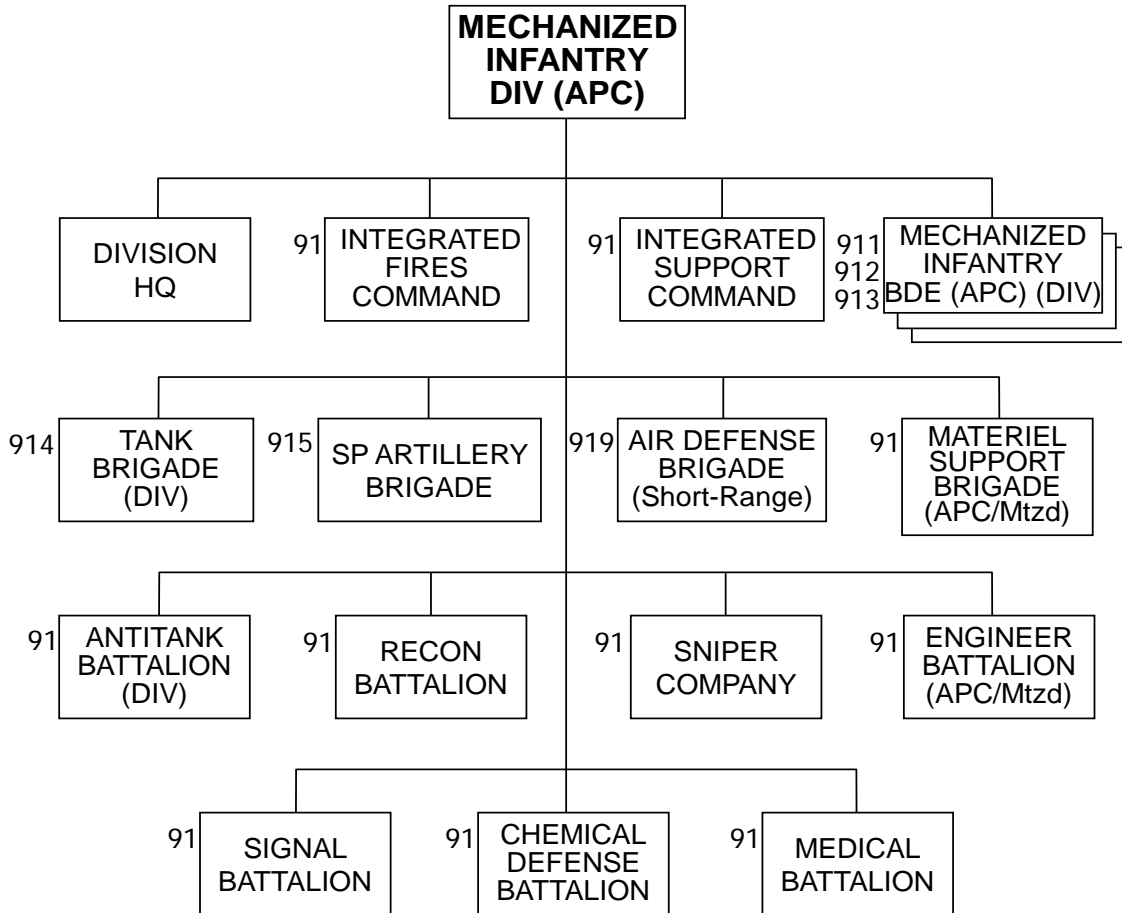 MECHANIZED
INFANTRY
DIV (APC)
DIVISION
HQ
91
INTEGRATED
FIRES
COMMAND
91
INTEGRATED
SUPPORT
COMMAND
911
912
913
MECHANIZED
INFANTRY
BDE (APC) (DIV)
914
TANK
BRIGADE
(DIV)
915
SP ARTILLERY
BRIGADE
919
AIR DEFENSE
BRIGADE
(Short-Range)
91
MATERIEL
SUPPORT
BRIGADE
(APC/Mtzd)
91
ANTITANK
BATTALION
(DIV)
91
RECON
BATTALION
91
SNIPER
COMPANY
91
ENGINEER
BATTALION
(APC/Mtzd)
91
SIGNAL
BATTALION
91
CHEMICAL
DEFENSE
BATTALION
91
MEDICAL
BATTALION